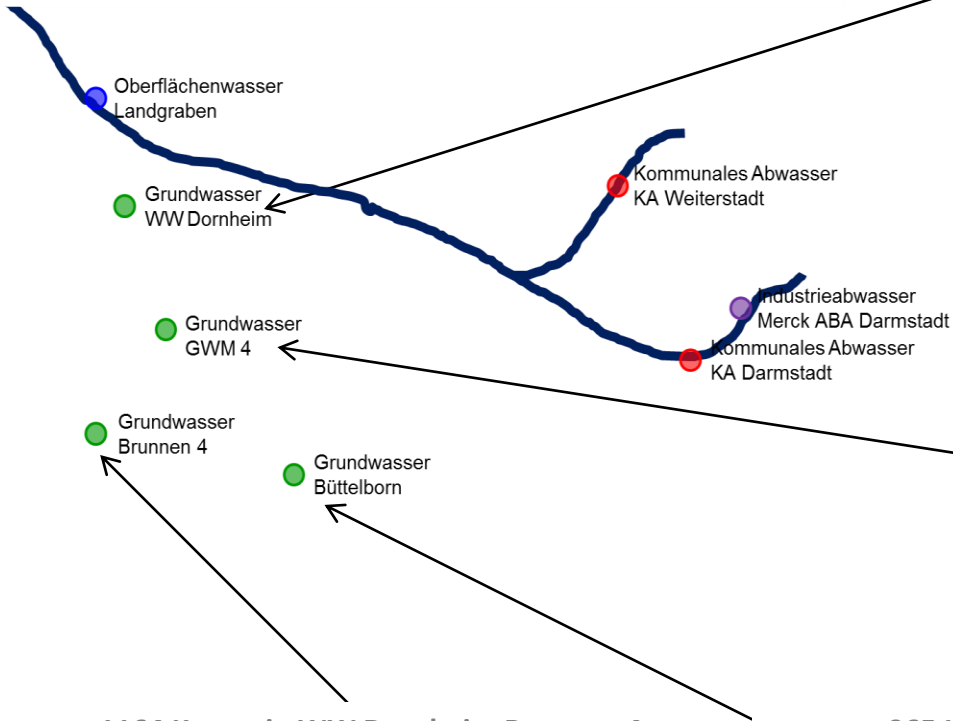 Oberflächenwasser
Landgraben
Kommunales Abwasser
KA Weiterstadt
Grundwasser
WW Dornheim
Industrieabwasser
Merck ABA Darmstadt
Grundwasser
GWM 4
Kommunales Abwasser
KA Darmstadt
Grundwasser
Brunnen 4
Grundwasser
Büttelborn